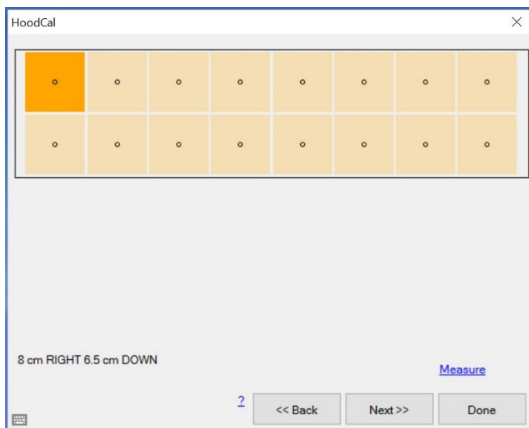 HoodCal
8 cm RIGHT 6.5 cm DOWN
Measure
?
<< Back
Next >>
Done